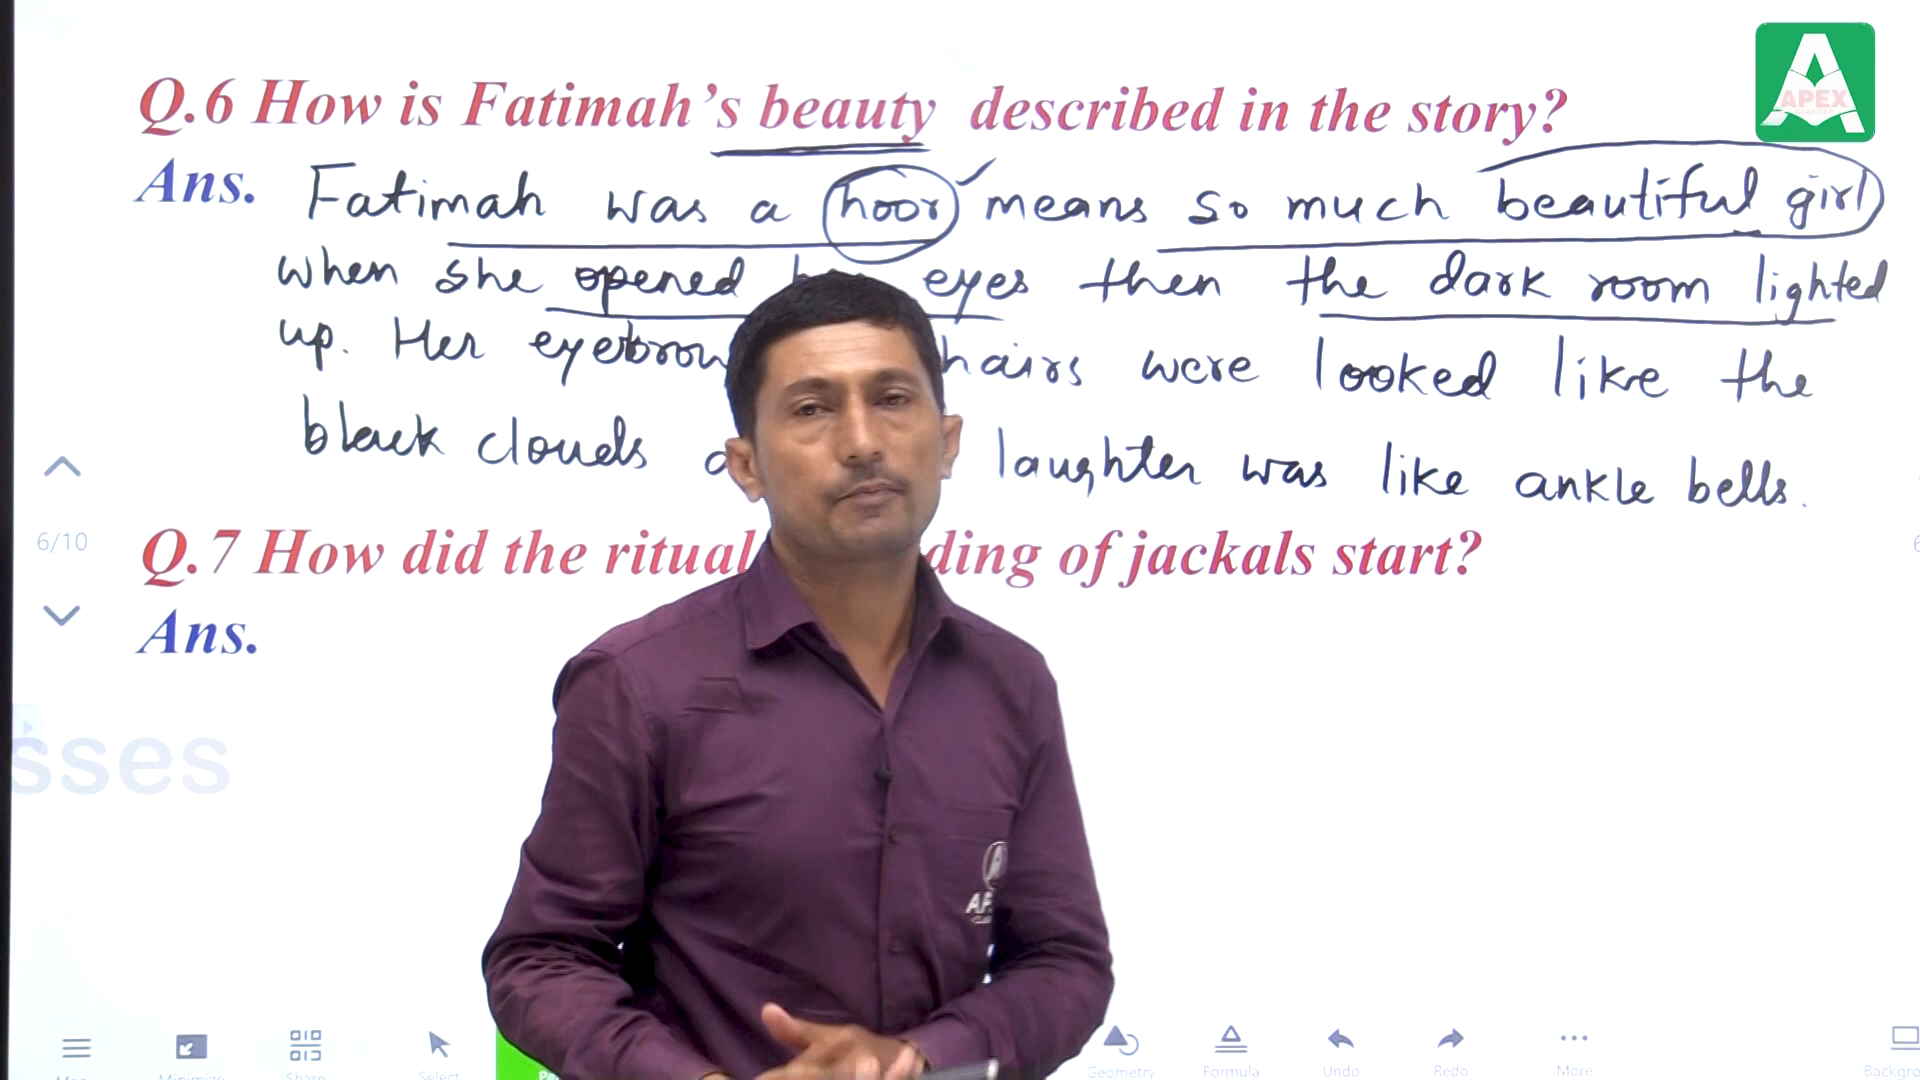 APEX
Q.6 How is Fatimah's beauty described in the story?
Ans. Fatimah was a hoor means so much beautiful girl
when she opened eyes then the dark room lighted
up. Her hairs were looked like the
black clouds laughter was like ankle bells.
6/10
Q.7 How did the ritual of jackals start?
Ans.
sses
Minimize Share Select Geometry Formula Undo Redo More